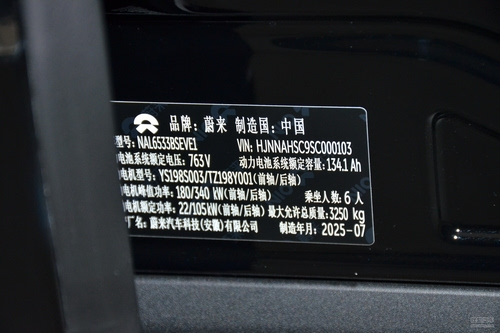 品牌: 蔚来 制造国: 中国
型号: NAL6533BSEVE1 VIN: HJNNAHSC9SC000103
电池系统额定电压: 763 V 动力电池系统额定容量: 134.1 Ah
电机型号: YS198S003/TZ198Y001(前轴/后轴)
电机峰值功率: 180/340 kW(前轴/后轴) 乘坐人数: 6 人
电机额定功率: 22/105kW(前轴/后轴) 最大允许总质量: 3250 kg
厂名: 蔚来汽车科技(安徽)有限公司 制造年月: 2025-07